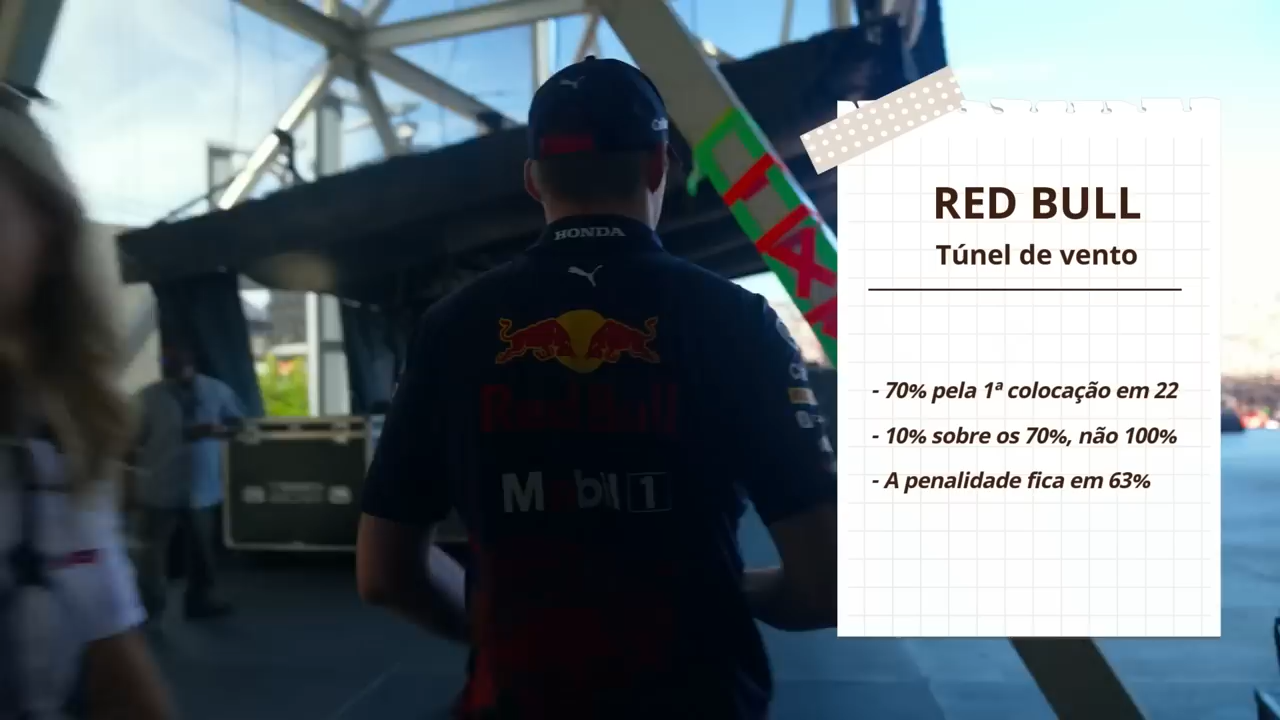 HONDA
Red Bull
Mobil 1
RED BULL
Túnel de vento
- 70% pela 1ª colocação em 22
- 10% sobre os 70%, não 100%
- A penalidade fica em 63%